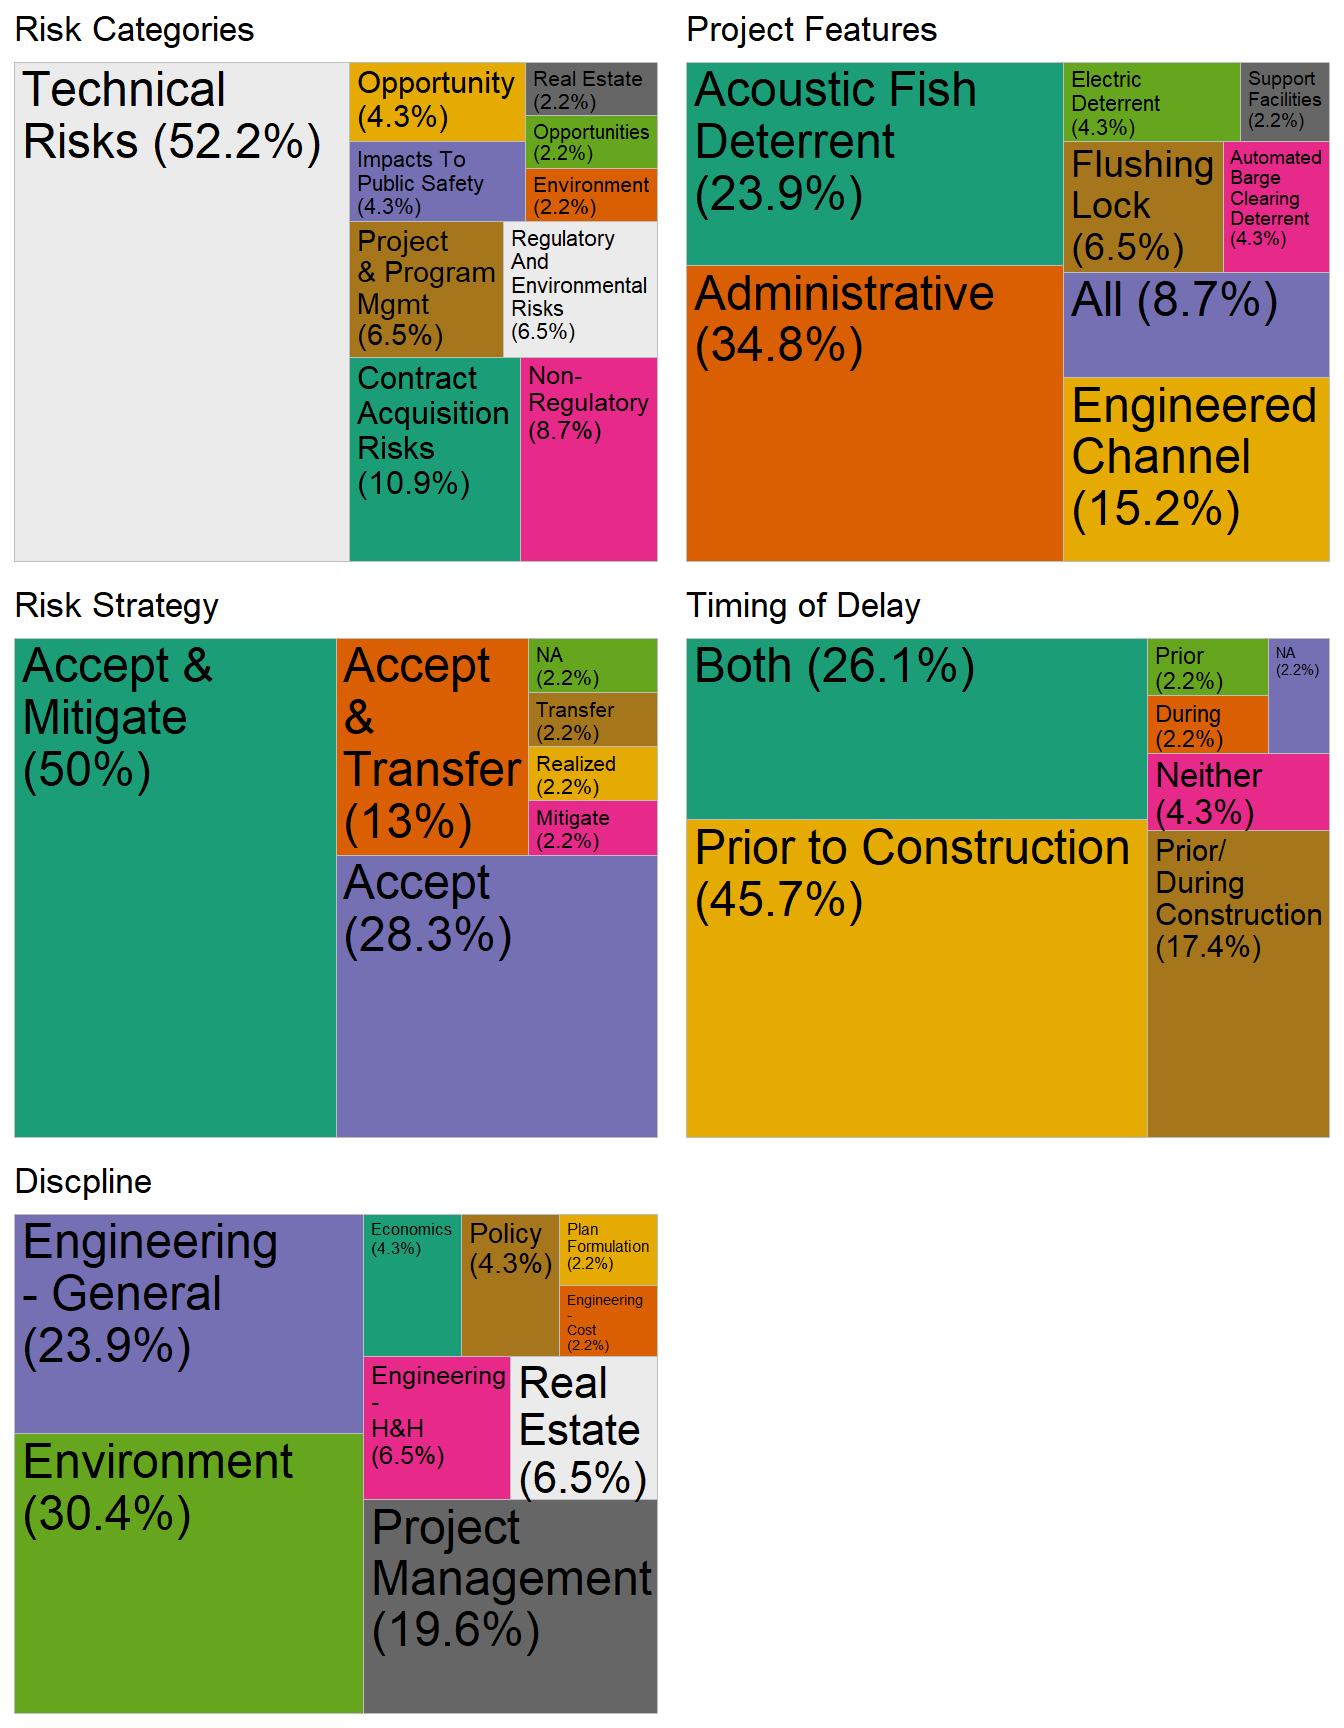 Risk Categories
Technical
Risks (52.2%)
Opportunity
(4.3%)
Real Estate
(2.2%)
Opportunities
(2.2%)
Impacts To
Public Safety
(4.3%)
Environment
(2.2%)
Project
& Program
Mgmt
(6.5%)
Regulatory
And
Environmental
Risks
(6.5%)
Contract
Acquisition
Risks
(10.9%)
Non-
Regulatory
(8.7%)
Project Features
Acoustic Fish
Deterrent
(23.9%)
Electric
Deterrent
(4.3%)
Support
Facilities
(2.2%)
Flushing
Lock
(6.5%)
Automated
Barge
Clearing
Deterrent
(4.3%)
Administrative
(34.8%)
All (8.7%)
Engineered
Channel
(15.2%)
Risk Strategy
Accept &
Mitigate
(50%)
Accept
&
Transfer
(13%)
NA
(2.2%)
Transfer
(2.2%)
Realized
(2.2%)
Mitigate
(2.2%)
Accept
(28.3%)
Timing of Delay
Both (26.1%)
Prior
(2.2%)
NA
(2.2%)
During
(2.2%)
Neither
(4.3%)
Prior to Construction
(45.7%)
Prior/
During
Construction
(17.4%)
Discpline
Engineering
- General
(23.9%)
Economics
(4.3%)
Policy
(4.3%)
Plan
Formulation
(2.2%)
Engineering
-
Cost
(2.2%)
Engineering
-
H&H
(6.5%)
Real
Estate
(6.5%)
Environment
(30.4%)
Project
Management
(19.6%)